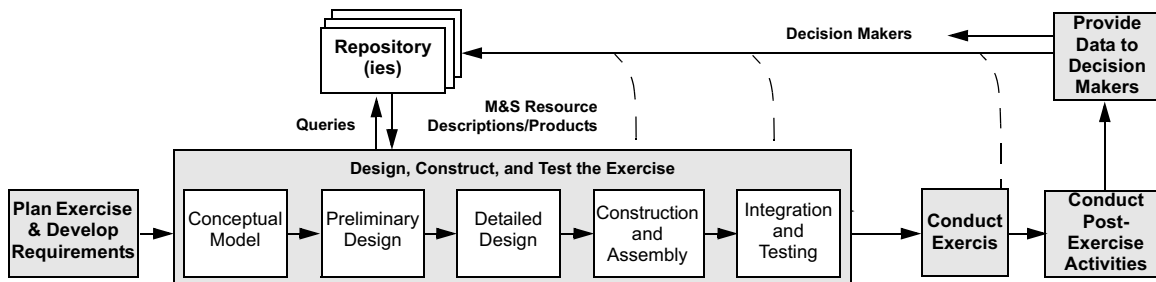 Repository
(ies)
Decision Makers
Provide
Data to
Decision
Makers
Queries
M&S Resource
Descriptions/Products
Design, Construct, and Test the Exercise
Plan Exercise
& Develop
Requirements
Conceptual
Model
Preliminary
Design
Detailed
Design
Construction
and
Assembly
Integration
and
Testing
Conduct
Exercis
Conduct
Post-
Exercise
Activities